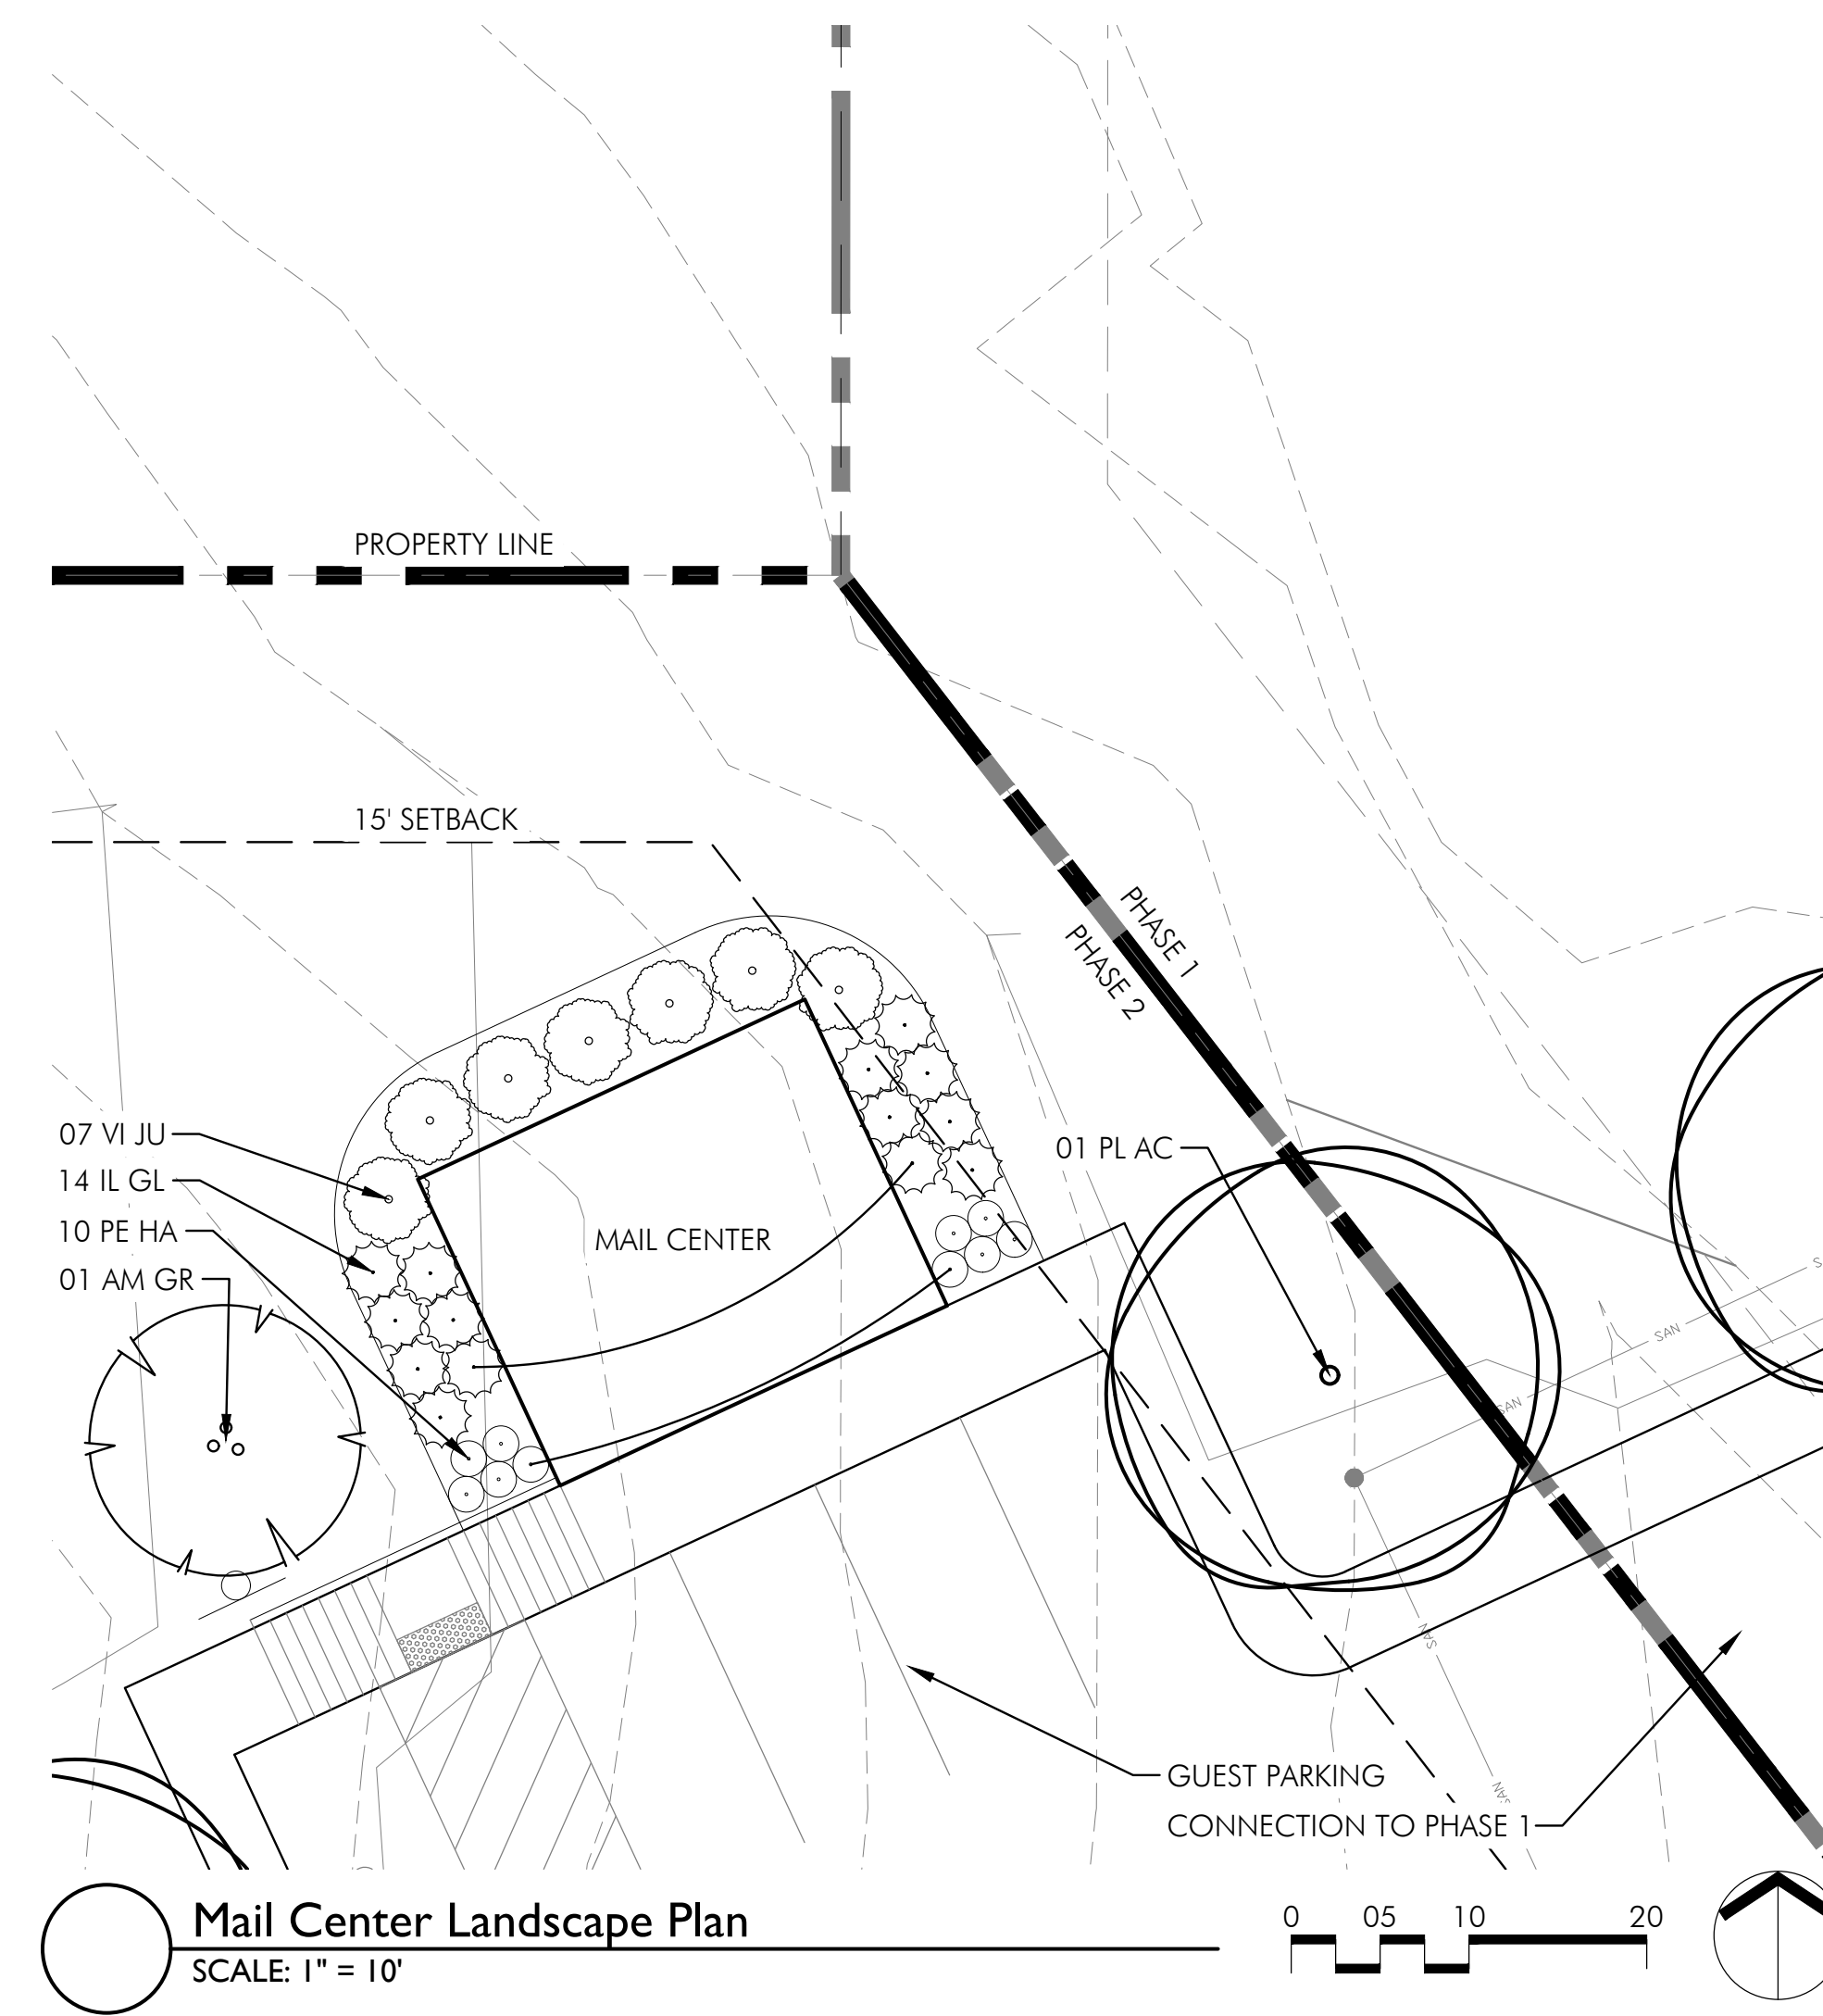 PROPERTY LINE
15' SETBACK
PHASE 1
PHASE 2
07 VI JU
14 IL GL
10 PE HA
01 AM GR
01 PL AC
MAIL CENTER
SAN
SAN
SAN
GUEST PARKING
CONNECTION TO PHASE 1
Mail Center Landscape Plan
SCALE: 1" = 10'
0 05 10 20